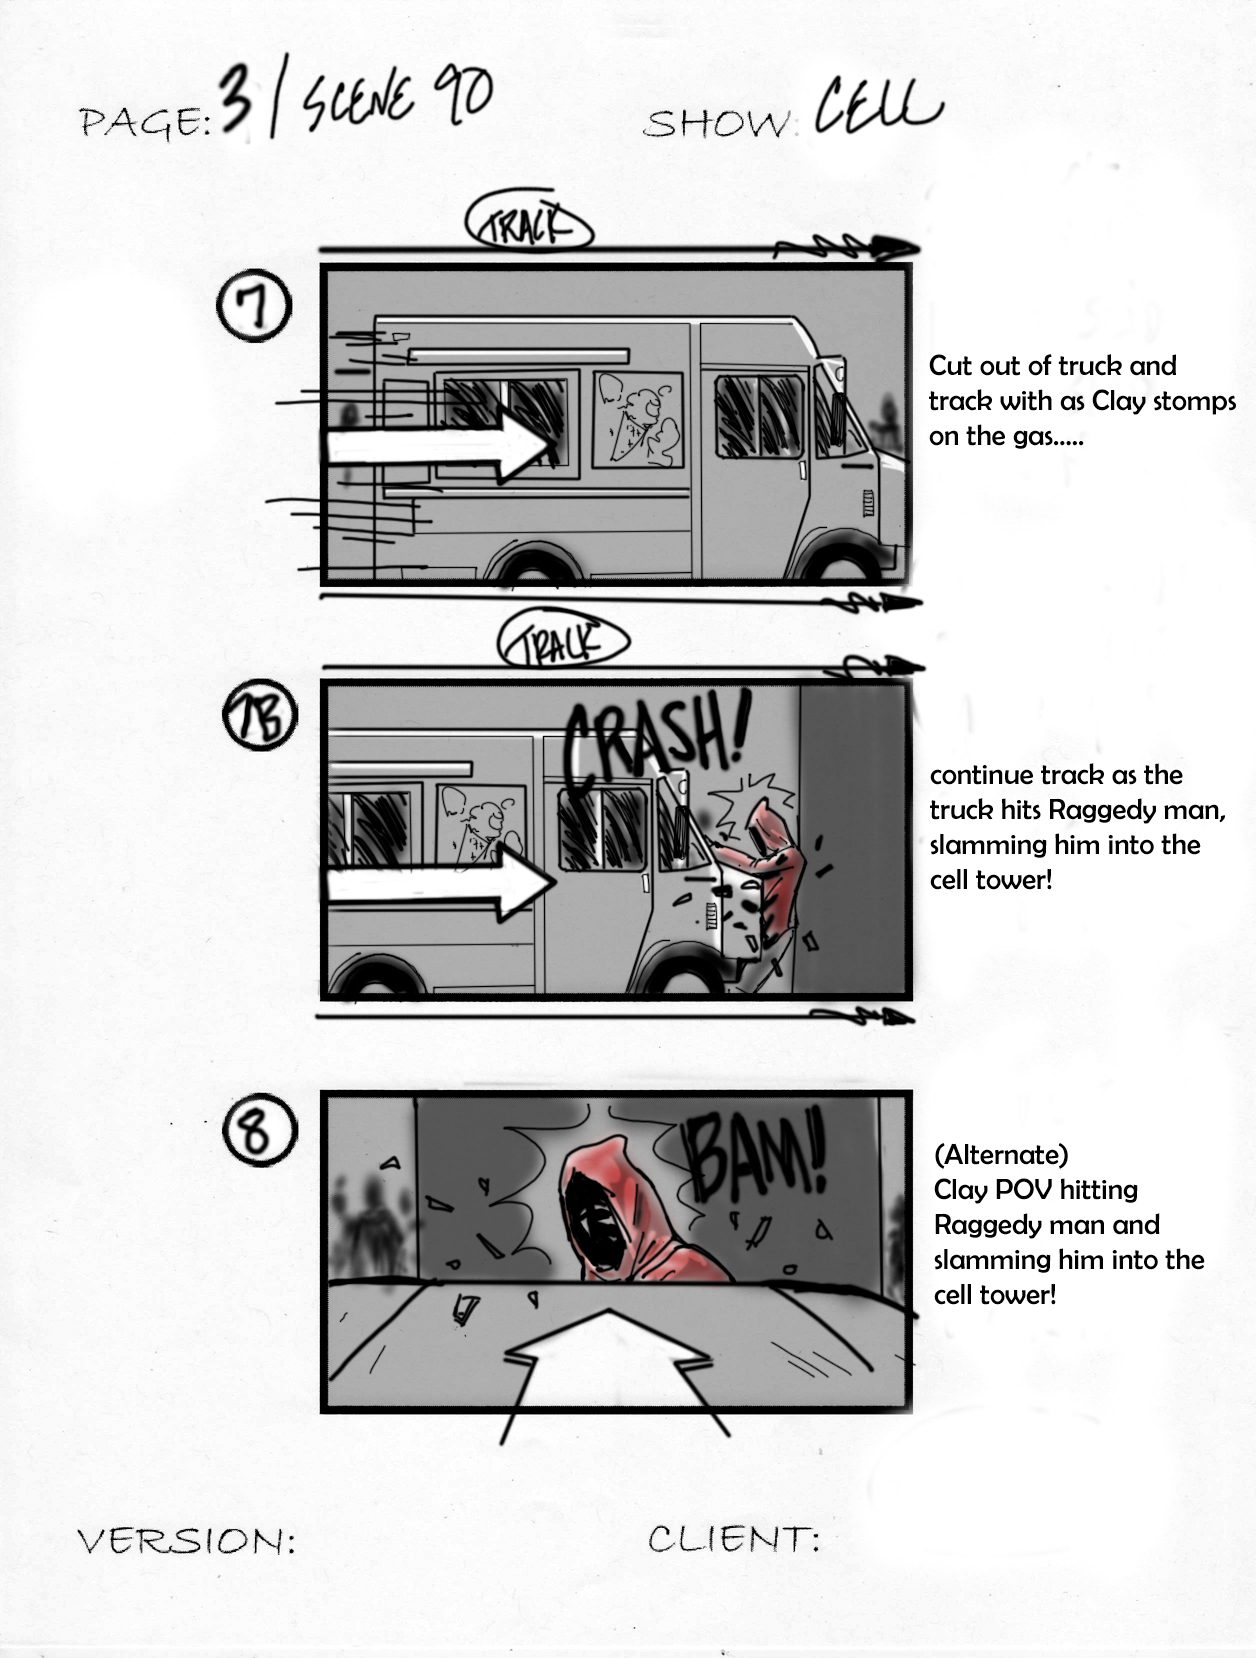 PAGE: 3 / SCENE 90
SHOW: CELL
TRACK
7
Cut out of truck and
track with as Clay stomps
on the gas.....
TRACK
7B
CRASH!
continue track as the
truck hits Raggedy man,
slamming him into the
cell tower!
8
BAM!!
(Alternate)
Clay POV hitting
Raggedy man and
slamming him into the
cell tower!
VERSION:
CLIENT: